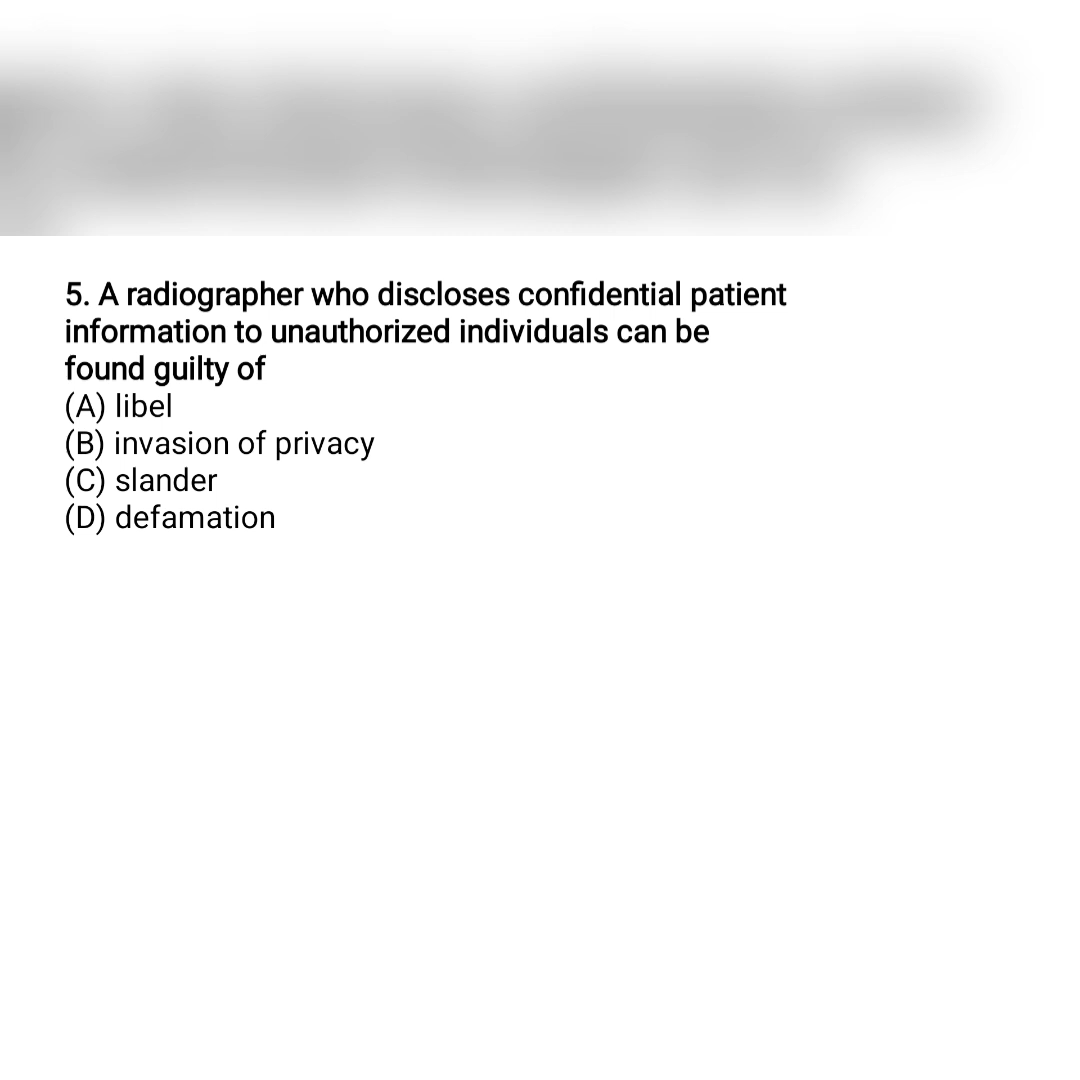 5. A radiographer who discloses confidential patient
information to unauthorized individuals can be
found guilty of
(A) libel
(B) invasion of privacy
(C) slander
(D) defamation